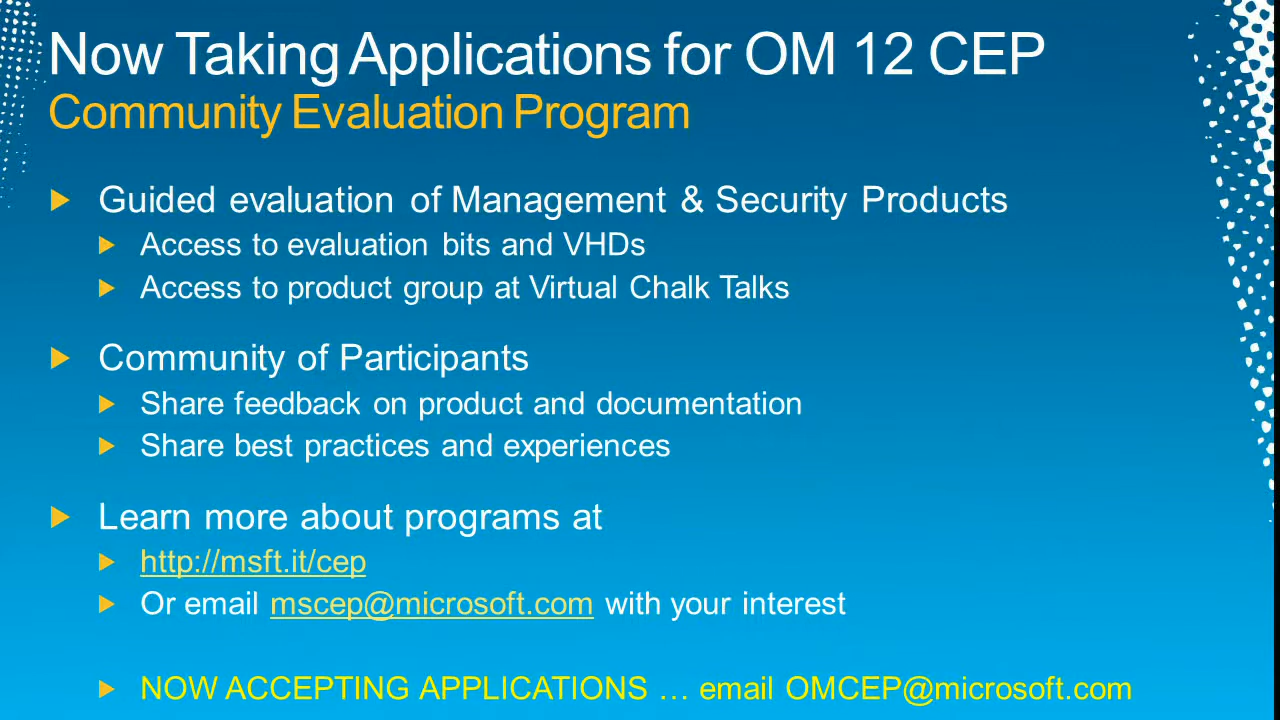 Now Taking Applications for OM 12 CEP
Community Evaluation Program
Guided evaluation of Management & Security Products
Access to evaluation bits and VHDs
Access to product group at Virtual Chalk Talks
Community of Participants
Share feedback on product and documentation
Share best practices and experiences
Learn more about programs at
http://msft.it/cep
Or email mscep@microsoft.com with your interest
NOW ACCEPTING APPLICATIONS … email OMCEP@microsoft.com